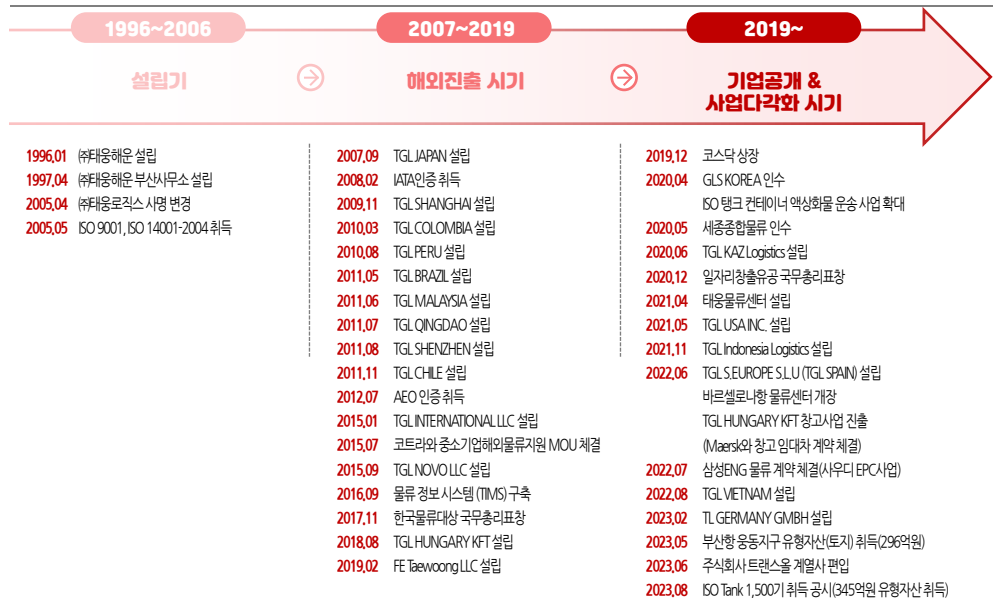 1996~2006
설립기
1996.01 ㈜태웅해운 설립
1997.04 ㈜태웅해운 부산사무소 설립
2005.04 ㈜태웅로직스 사명 변경
2005.05 ISO 9001, ISO 14001-2004 취득
2007~2019
해외진출 시기
2007.09 TGL JAPAN 설립
2008.02 IATA인증 취득
2009.11 TGL SHANGHAI 설립
2010.03 TGL COLOMBIA 설립
2010.08 TGL PERU 설립
2011.05 TGL BRAZIL 설립
2011.06 TGL MALAYSIA 설립
2011.07 TGL QINGDAO 설립
2011.08 TGL SHENZHEN 설립
2011.11 TGL CHILE 설립
2012.07 AEO 인증 취득
2015.01 TGL INTERNATIONAL LLC 설립
2015.07 코트라와 중소기업해외물류지원 MOU 체결
2015.09 TGL NOVO LLC 설립
2016.09 물류 정보 시스템 (TIMS) 구축
2017.11 한국물류대상 국무총리표창
2018.08 TGL HUNGARY KFT 설립
2019.02 FE Taewoong LLC 설립
2019~
기업공개 &
사업다각화 시기
2019.12 코스닥 상장
2020.04 GLS KOREA 인수
ISO 탱크 컨테이너 액상화물 운송 사업 확대
2020.05 세종종합물류 인수
2020.06 TGL KAZ Logistics 설립
2020.12 일자리창출유공 국무총리표창
2021.04 태웅물류센터 설립
2021.05 TGL USA INC. 설립
2021.11 TGL Indonesia Logistics 설립
2022.06 TGL S.EUROPE S.L.U (TGL SPAIN) 설립
바르셀로나항 물류센터 개장
TGL HUNGARY KFT 창고사업 진출
(Maersk와 창고 임대차 계약 체결)
2022.07 삼성ENG 물류 계약 체결(사우디 EPC사업)
2022.08 TGL VIETNAM 설립
2023.02 TL GERMANY GMBH 설립
2023.05 부산항 웅동지구 유형자산(토지) 취득(296억원)
2023.06 주식회사 트랜스올 계열사 편입
2023.08 ISO Tank 1,500기 취득 공시(345억원 유형자산 취득)